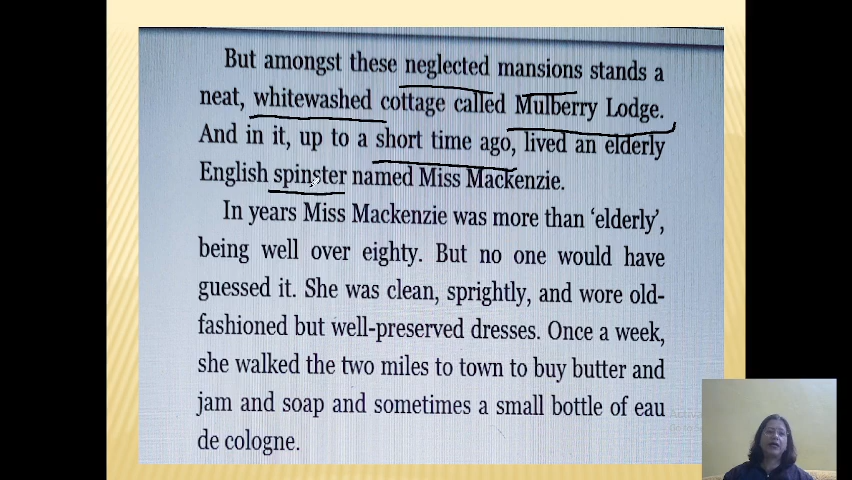 But amongst these neglected mansions stands a
neat, whitewashed cottage called Mulberry Lodge.
And in it, up to a short time ago, lived an elderly
English spinster named Miss Mackenzie.
In years Miss Mackenzie was more than ‘elderly’,
being well over eighty. But no one would have
guessed it. She was clean, sprightly, and wore old-
fashioned but well-preserved dresses. Once a week,
she walked the two miles to town to buy butter and
jam and soap and sometimes a small bottle of eau
de cologne.